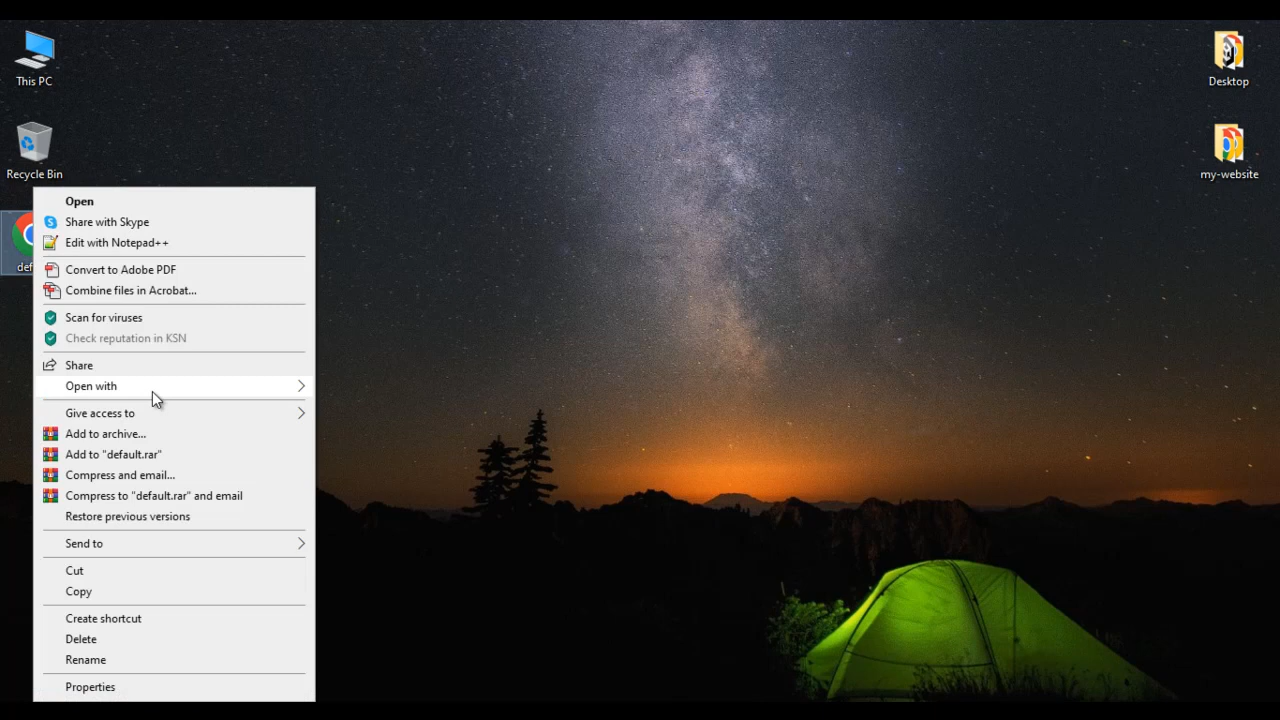 This PC
Recycle Bin
def
Desktop
my-website
Open
Share with Skype
Edit with Notepad++
Convert to Adobe PDF
Combine files in Acrobat...
Scan for viruses
Check reputation in KSN
Share
Open with
Give access to
Add to archive...
Add to "default.rar"
Compress and email...
Compress to "default.rar" and email
Restore previous versions
Send to
Cut
Copy
Create shortcut
Delete
Rename
Properties